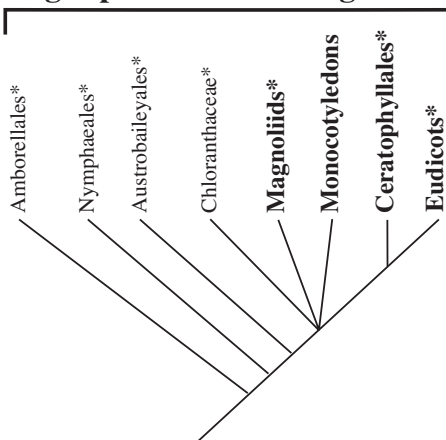 Amborellales*
Nymphaeales*
Austrobaileyales*
Chloranthaceae*
Magnoliids*
Monocotyledons
Ceratophyllales*
Eudicots*